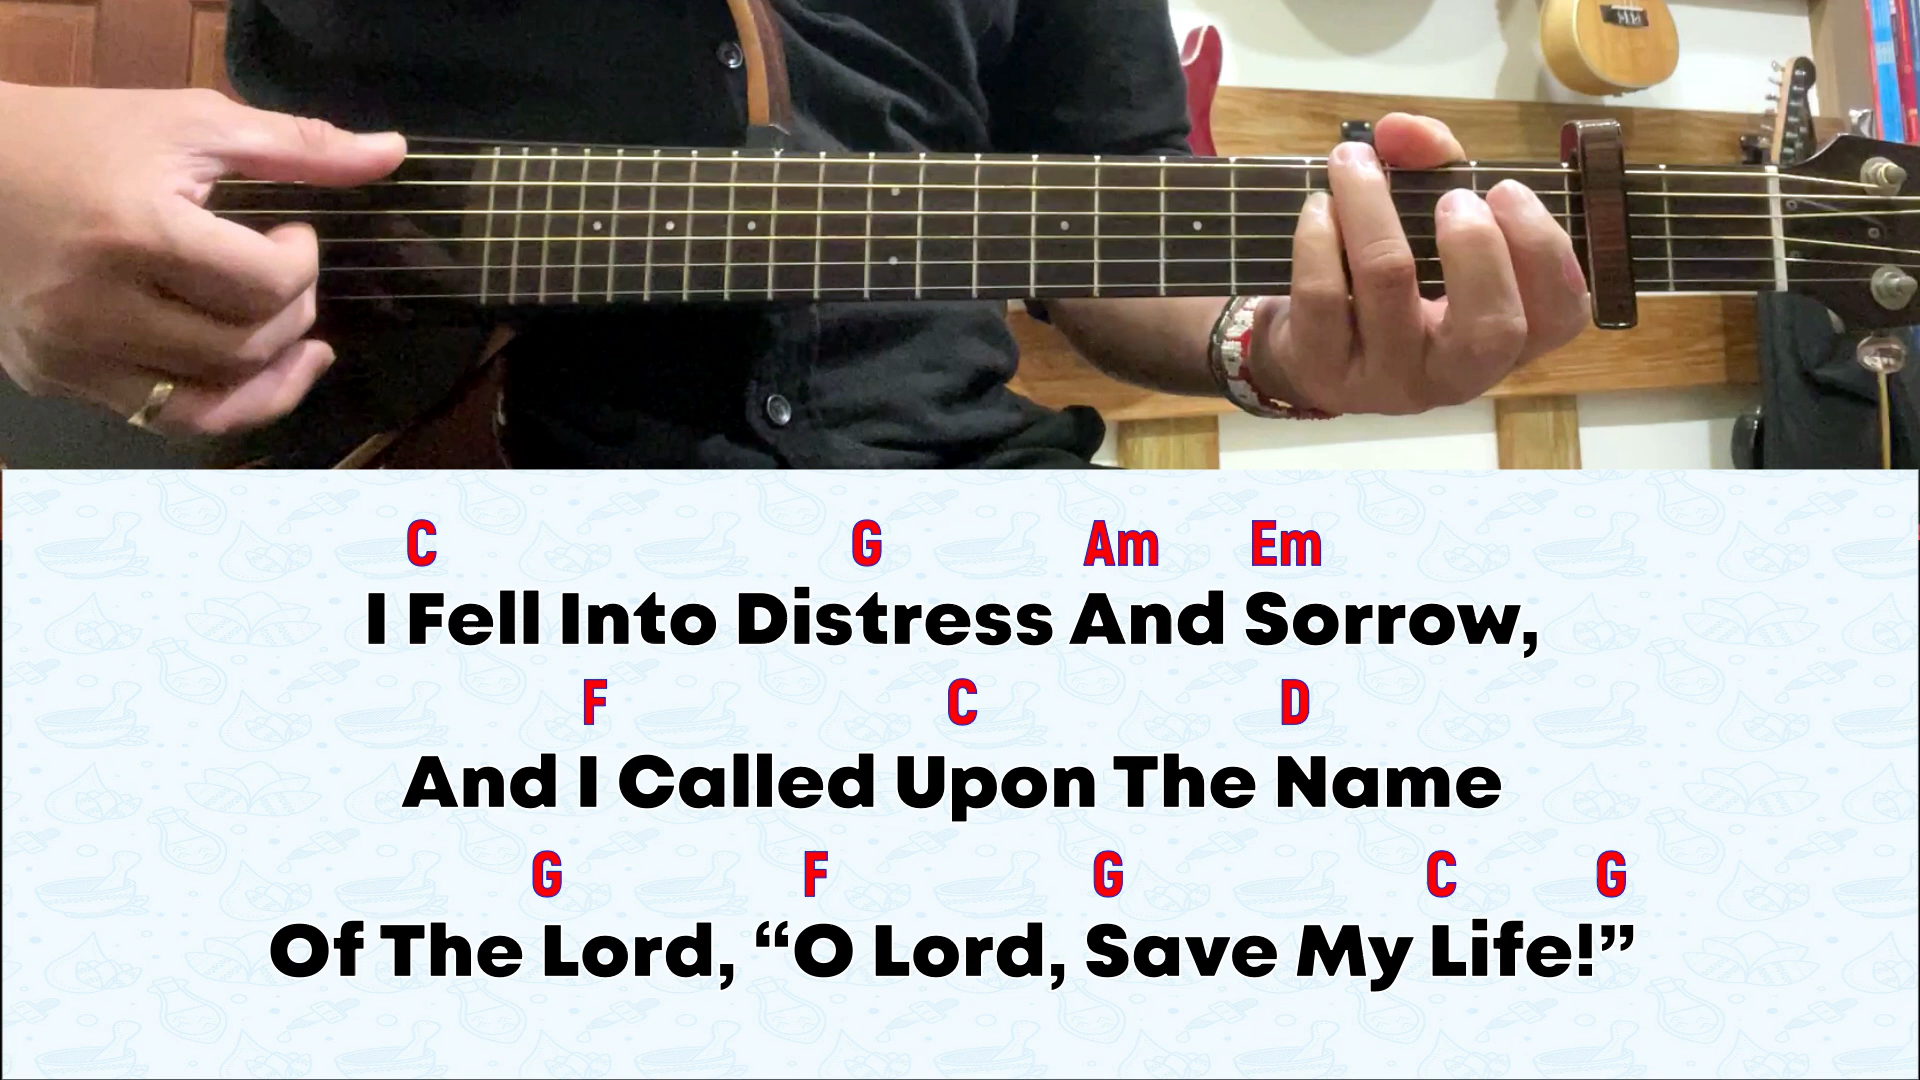 C G Am Em
I Fell Into Distress And Sorrow,
F C D
And I Called Upon The Name
G F G C G
Of The Lord, “O Lord, Save My Life!”